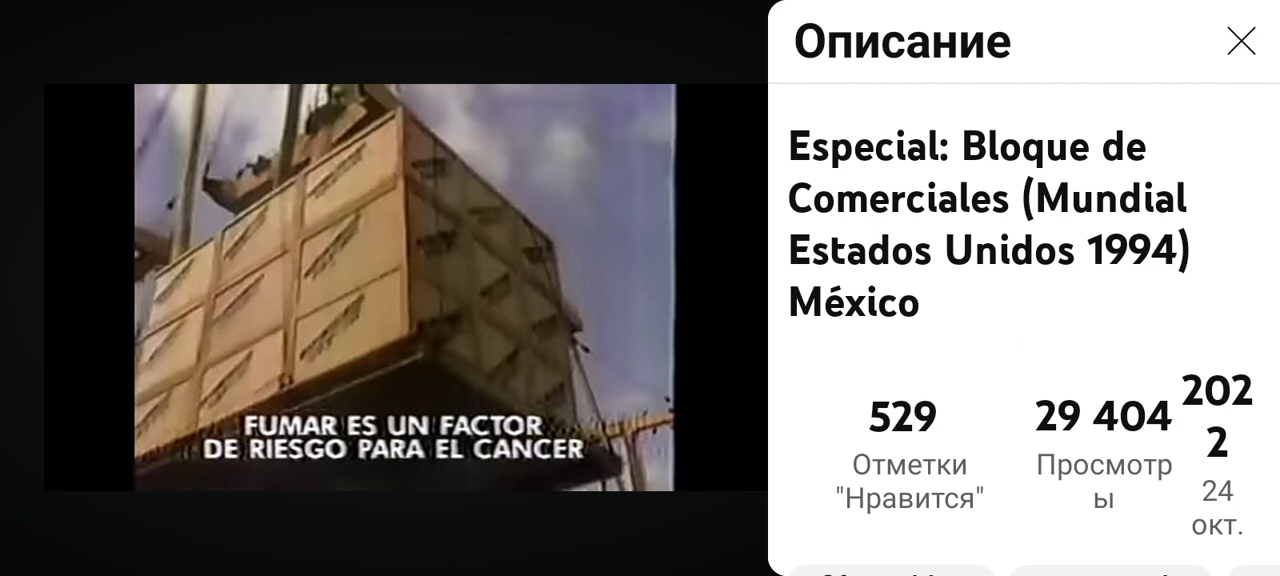 FUMAR ES UN FACTOR
DE RIESGO PARA EL CANCER
Описание
Especial: Bloque de
Comerciales (Mundial
Estados Unidos 1994)
México
529
Отметки
"Нравится"
29 404
Просмотр
ы
202
2
24
окт.